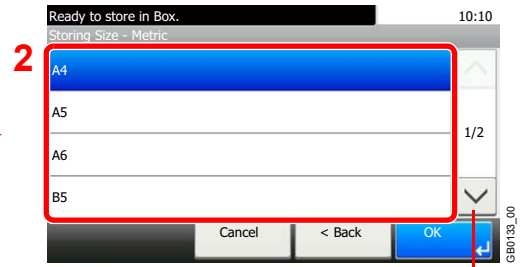 Ready to store in Box. 10:10
Storing Size - Metric
2
A4
A5
1/2
A6
B5
Cancel < Back OK
GB0133_00